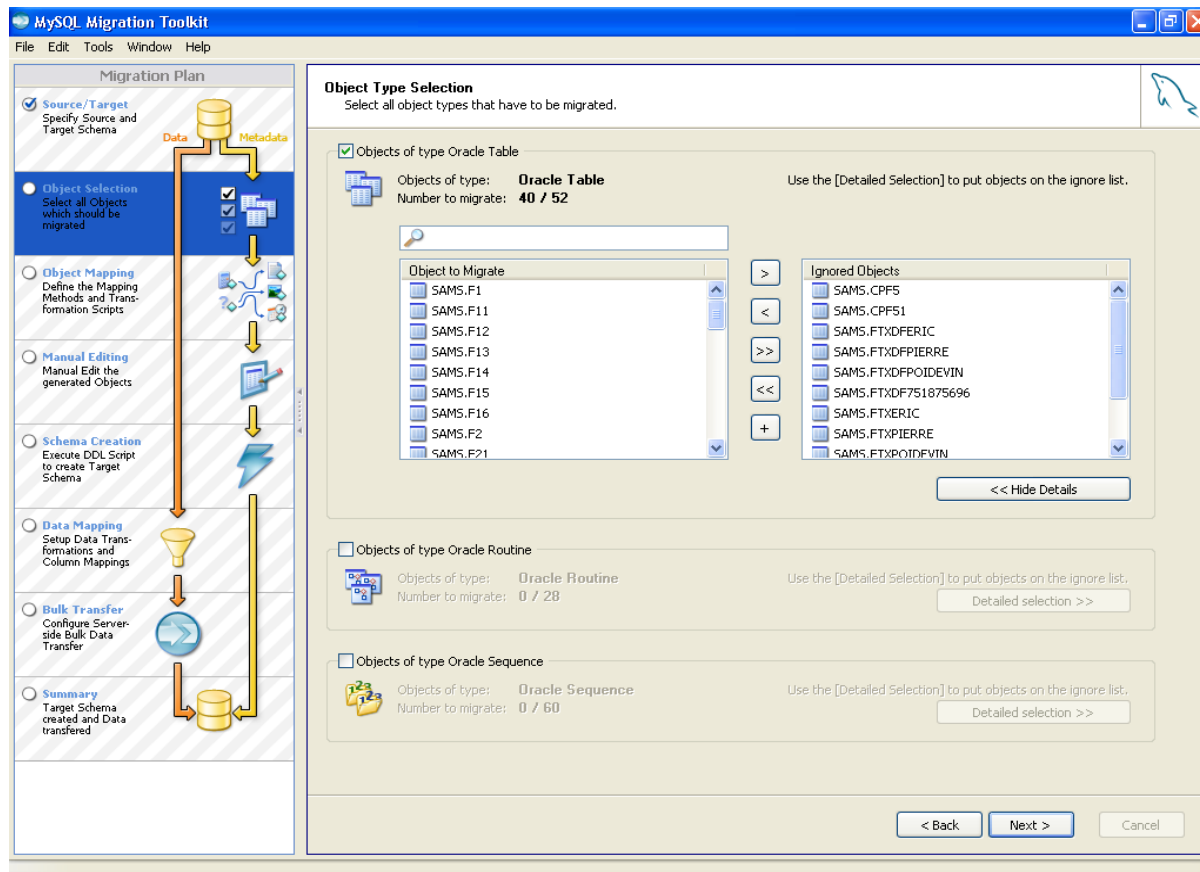 MySQL Migration Toolkit
File Edit Tools Window Help
Migration Plan
Source/Target
Specify Source and
Target Schema
Data
Metadata
Object Selection
Select all Objects
which should be
migrated
Object Mapping
Define the Mapping
Methods and Trans-
formation Scripts
Manual Editing
Manual Edit the
generated Objects
Schema Creation
Execute DDL Script
to create Target
Schema
Data Mapping
Setup Data Trans-
formations and
Column Mappings
Bulk Transfer
Configure Server-
side Bulk Data
Transfer
Summary
Target Schema
created and Data
transfered
Object Type Selection
Select all object types that have to be migrated.
Objects of type Oracle Table
Objects of type: Oracle Table
Use the [Detailed Selection] to put objects on the ignore list.
Number to migrate: 40 / 52
Object to Migrate
SAMS.F1
SAMS.F11
SAMS.F12
SAMS.F13
SAMS.F14
SAMS.F15
SAMS.F16
SAMS.F2
SAMS.F21
>
<
>>
<<
+
Ignored Objects
SAMS.CPF5
SAMS.CPF51
SAMS.FTXDFERIC
SAMS.FTXDFPIERRE
SAMS.FTXDFPOIDEVIN
SAMS.FTXDF751875696
SAMS.FTXERIC
SAMS.FTXPIERRE
SAMS.FTXPOIDEVIN
<< Hide Details
Objects of type Oracle Routine
Objects of type: Oracle Routine
Use the [Detailed Selection] to put objects on the ignore list.
Number to migrate: 0 / 28
Detailed selection >>
Objects of type Oracle Sequence
Objects of type: Oracle Sequence
Use the [Detailed Selection] to put objects on the ignore list.
Number to migrate: 0 / 60
Detailed selection >>
< Back
Next >
Cancel